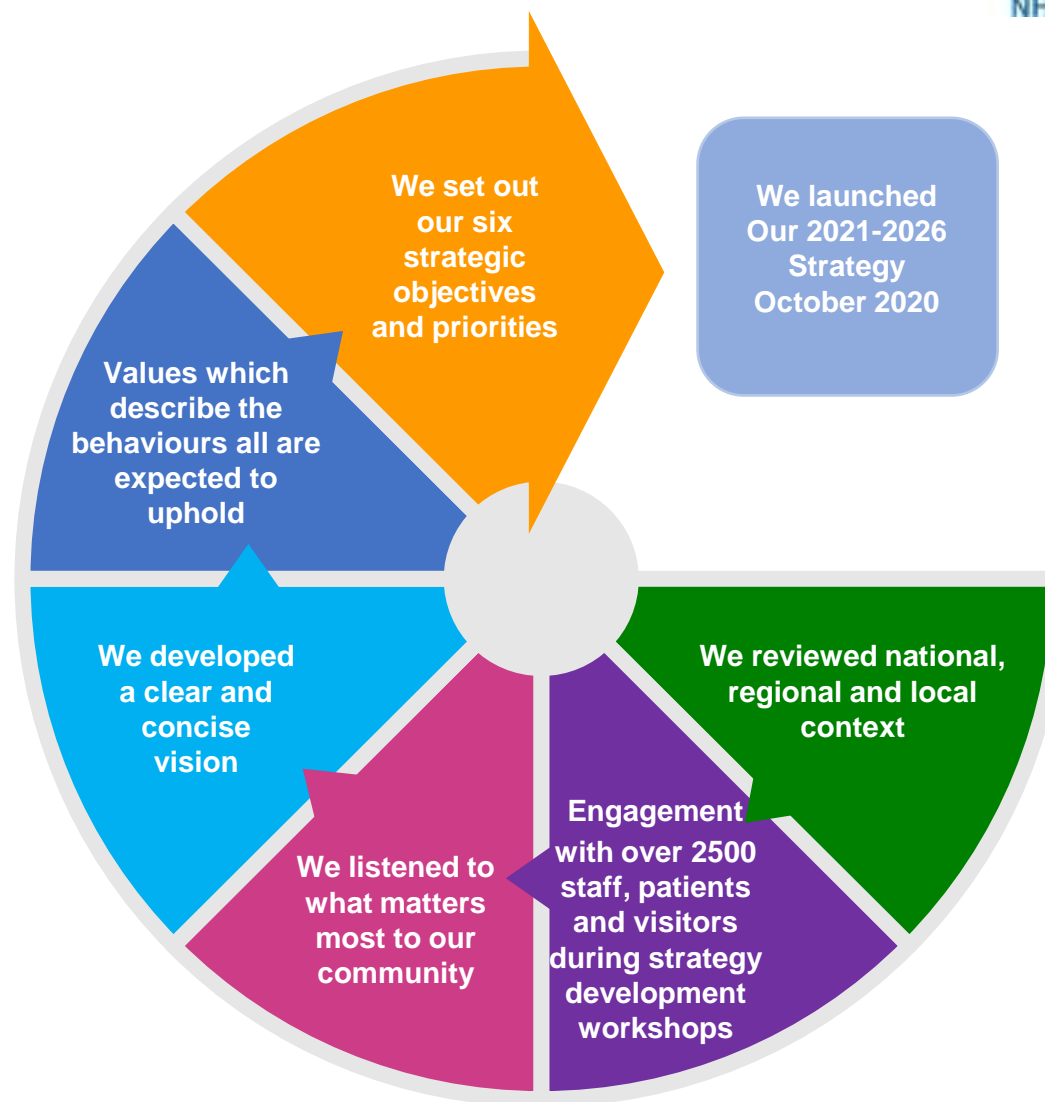 NH
We set out
our six
strategic
objectives
and priorities
We launched
Our 2021-2026
Strategy
October 2020
Values which
describe the
behaviours all are
expected to
uphold
We developed
a clear and
concise
vision
We reviewed national,
regional and local
context
Engagement
with over 2500
staff, patients
and visitors
during strategy
development
workshops
We listened to
what matters
most to our
community